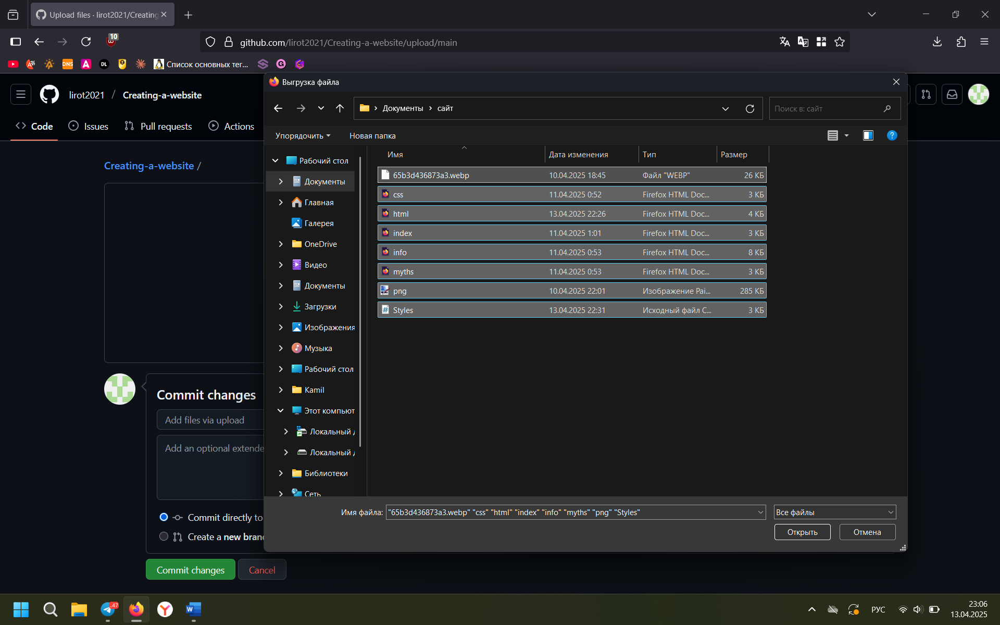 Upload files · lirot2021/Creating
10
github.com/lirot2021/Creating-a-website/upload/main
DNS
DL
Список основных тег...
Выгрузка файла
lirot2021 / Creating-a-website
Документы
сайт
Поиск в: сайт
Code
Issues
Pull requests
Actions
Упорядочить
Новая папка
Имя
Дата изменения
Тип
Размер
Creating-a-website /
65b3d436873a3.webp 10.04.2025 18:45 Файл "WEBP" 26 КБ
css 11.04.2025 0:52 Firefox HTML Doc... 3 КБ
html 13.04.2025 22:26 Firefox HTML Doc... 4 КБ
index 11.04.2025 1:01 Firefox HTML Doc... 3 КБ
info 11.04.2025 0:53 Firefox HTML Doc... 8 КБ
myths 11.04.2025 0:53 Firefox HTML Doc... 3 КБ
png 10.04.2025 22:01 Изображение Pai... 285 КБ
Styles 13.04.2025 22:31 Исходный файл C... 3 КБ
Рабочий стол
Документы
Главная
Галерея
OneDrive
Видео
Документы
Загрузки
Изображения
Музыка
Рабочий стол
Kamil
Этот компьют
Локальный д
Локальный д
Библиотеки
Сеть
Commit changes
Add files via upload
Add an optional extende
Commit directly to
Create a new branc
Имя файла:
"65b3d436873a3.webp" "css" "html" "index" "info" "myths" "png" "Styles"
Все файлы
Открыть
Отмена
Commit changes
Cancel
47
РУС
23:06
13.04.2025